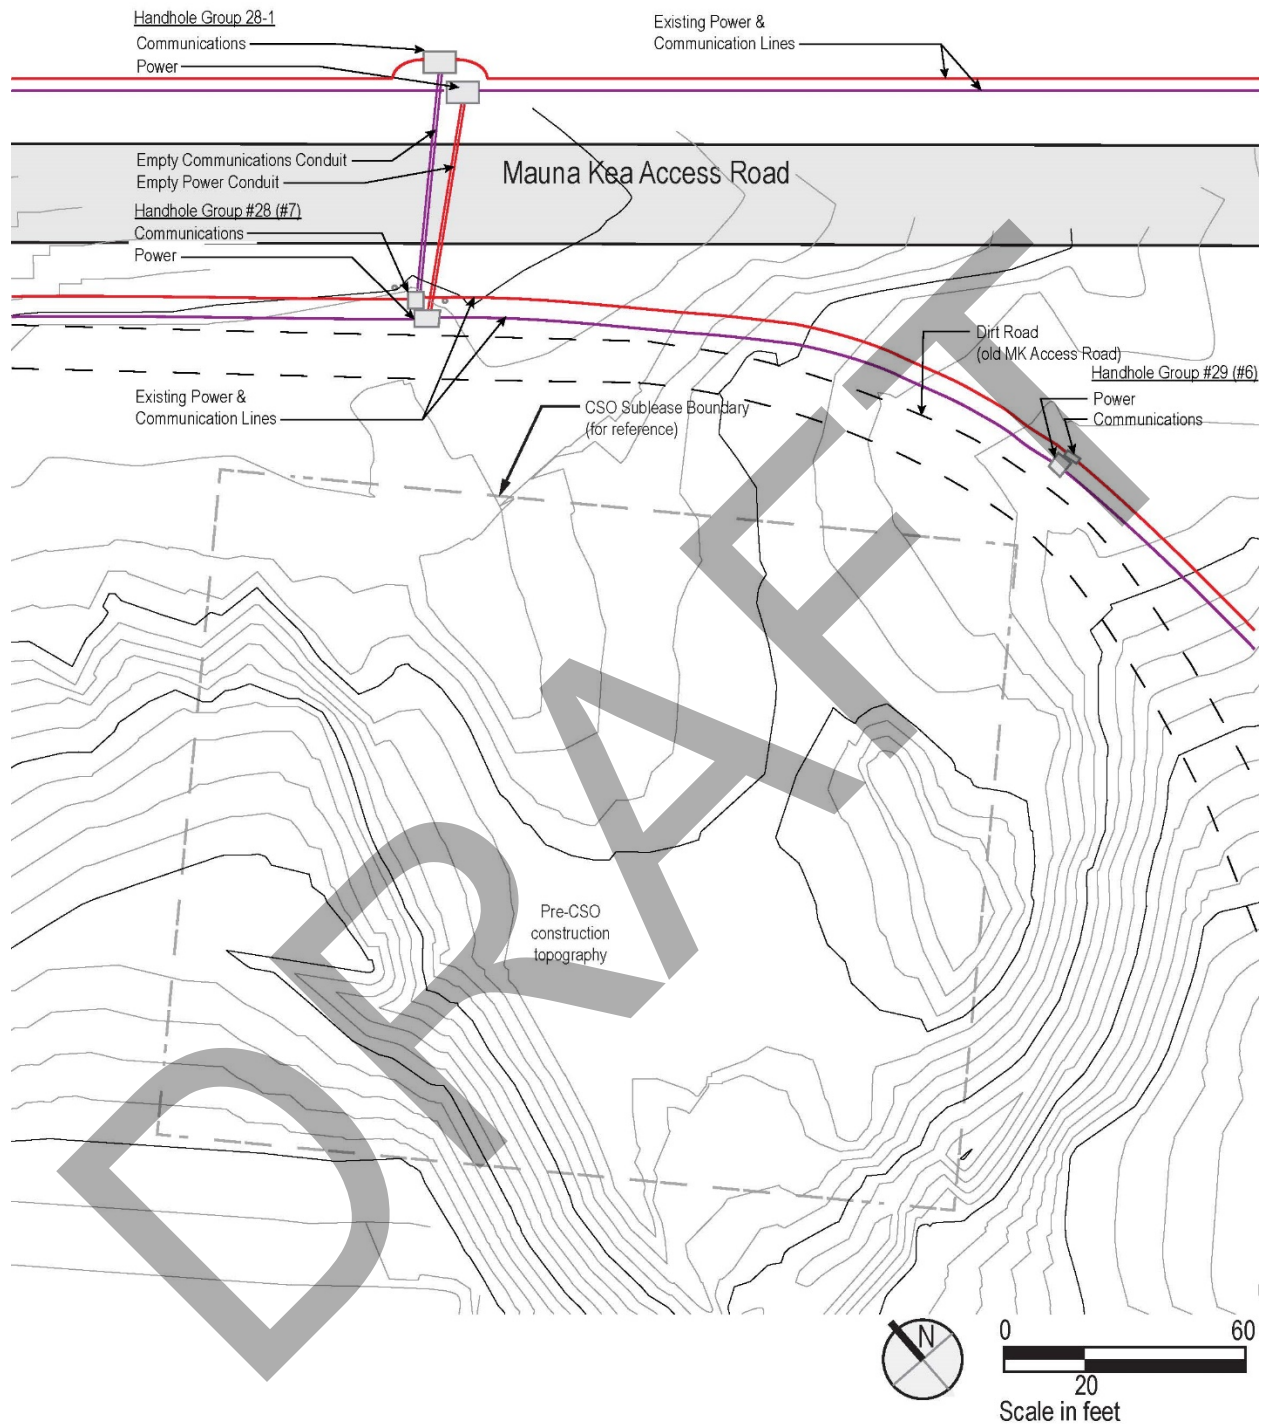 Handhole Group 28-1
Communications
Power
Existing Power &
Communication Lines
Empty Communications Conduit
Empty Power Conduit
Mauna Kea Access Road
Handhole Group #28 (#7)
Communications
Power
Dirt Road
(old MK Access Road)
Handhole Group #29 (#6)
Power
Communications
Existing Power &
Communication Lines
CSO Sublease Boundary
(for reference)
DRAFT
Pre-CSO
construction
topography
N
0 60
20
Scale in feet